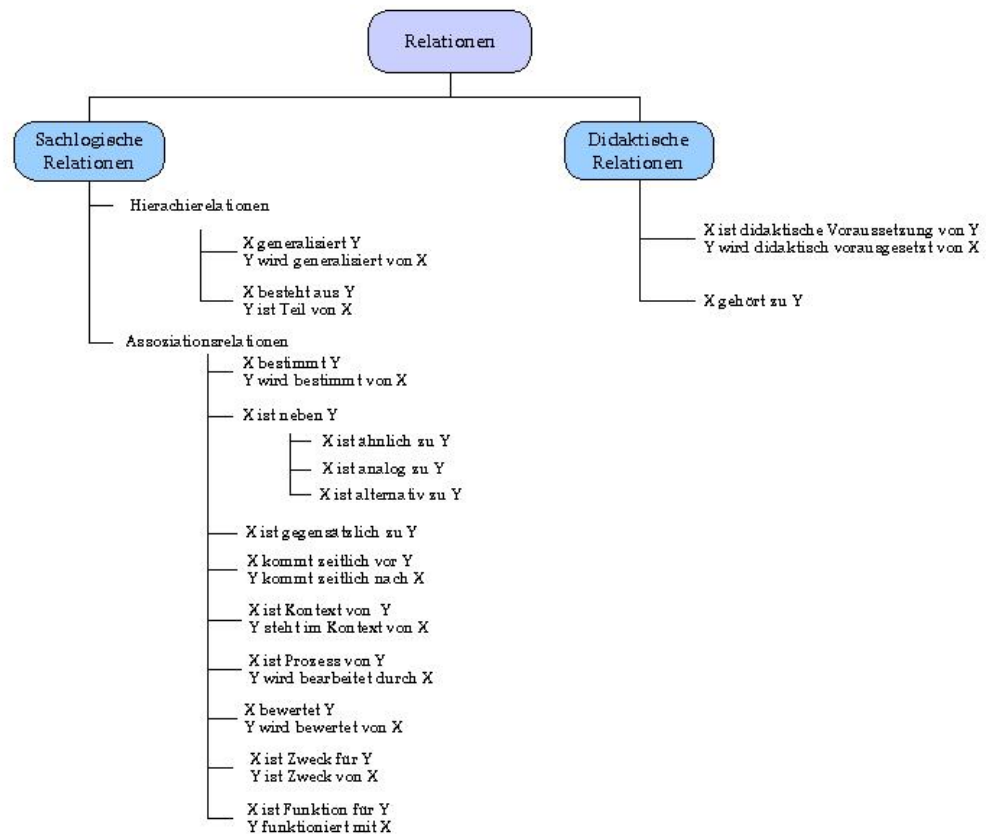 Relationen
Sachlogische
Relationen
Hierachierelationen
X generalisiert Y
Y wird generalisiert von X
X besteht aus Y
Y ist Teil von X
Assoziationsrelationen
X bestimmt Y
Y wird bestimmt von X
X ist neben Y
X ist ähnlich zu Y
X ist analog zu Y
X ist alternativ zu Y
X ist gegensätzlich zu Y
X kommt zeitlich vor Y
Y kommt zeitlich nach X
X ist Kontext von Y
Y steht im Kontext von X
X ist Prozess von Y
Y wird bearbeitet durch X
X bewertet Y
Y wird bewertet von X
X ist Zweck für Y
Y ist Zweck von X
X ist Funktion für Y
Y funktioniert mit X
Didaktische
Relationen
X ist didaktische Voraussetzung von Y
Y wird didaktisch vorausgesetzt von X
X gehört zu Y